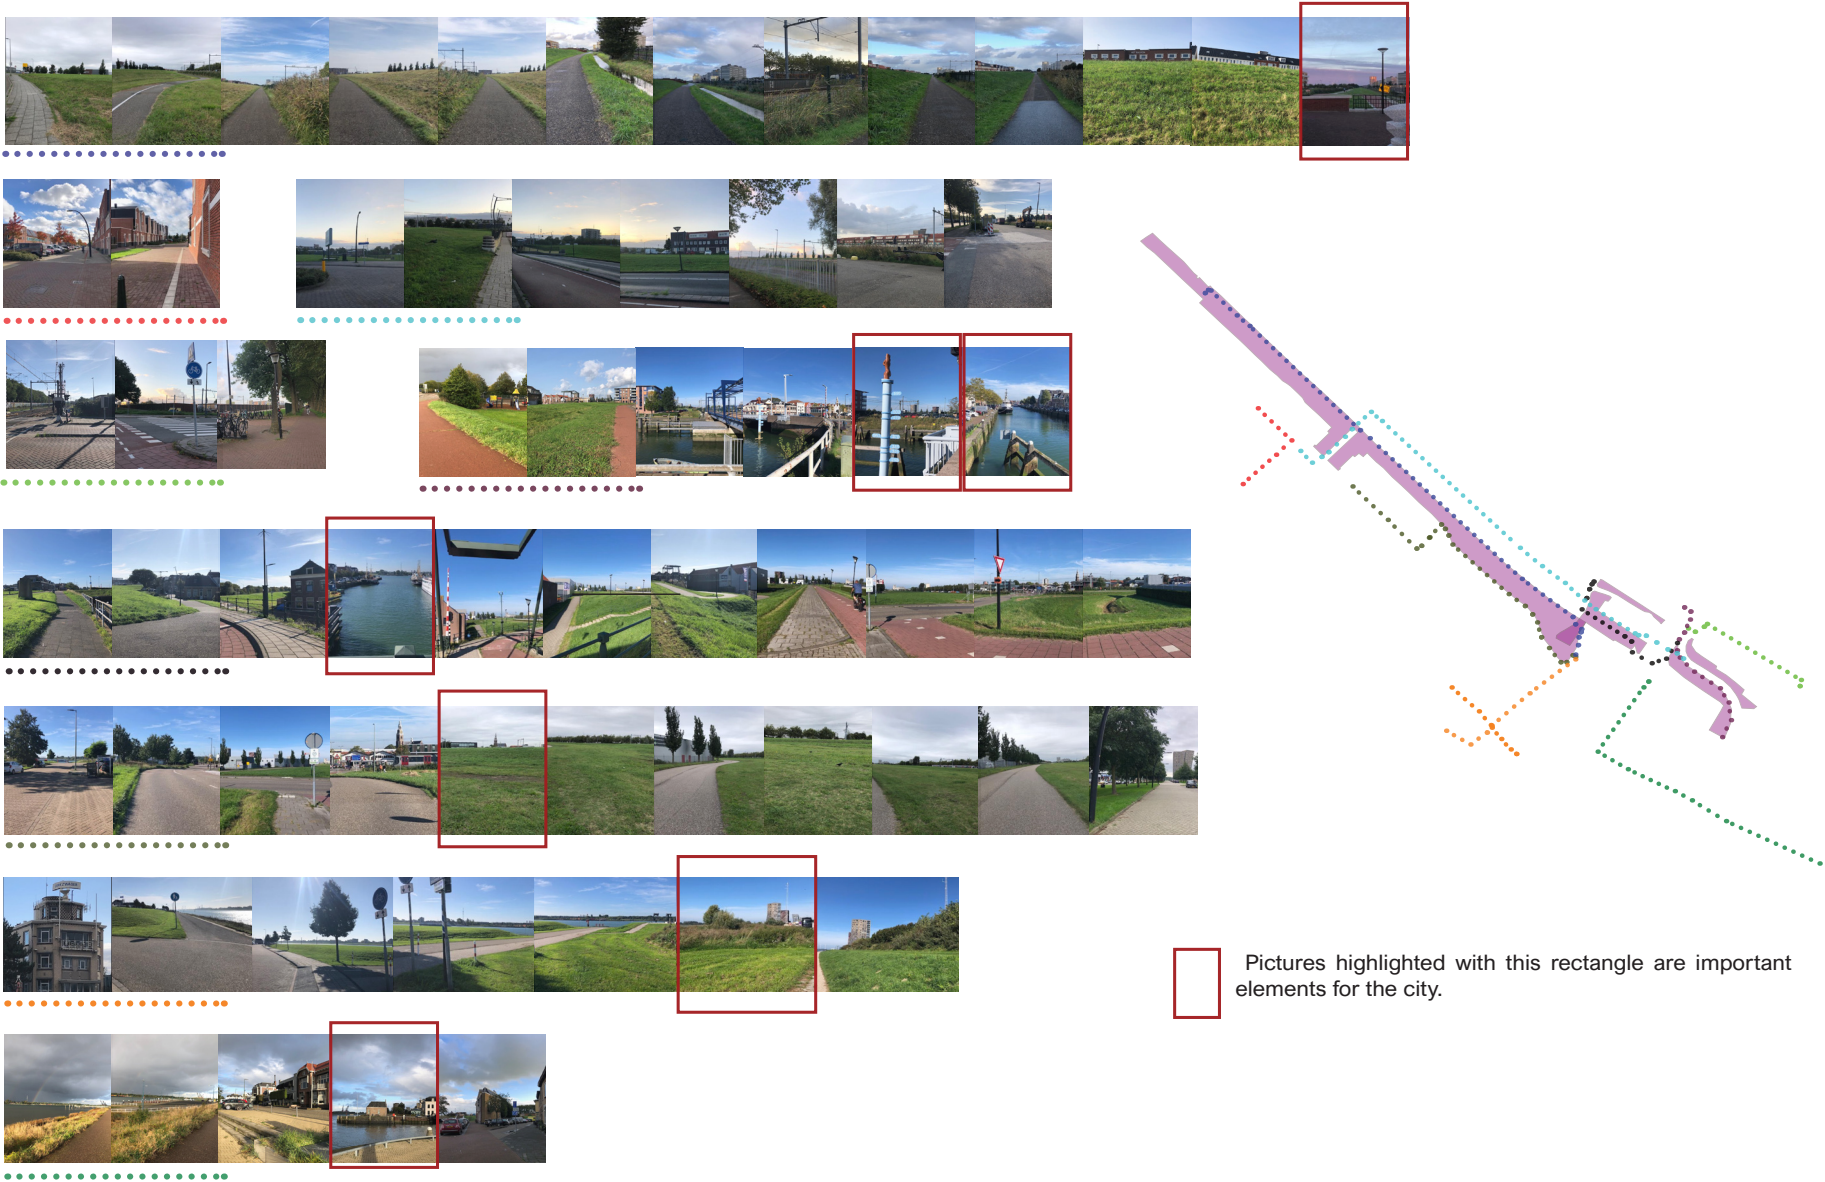 Pictures highlighted with this rectangle are important
elements for the city.